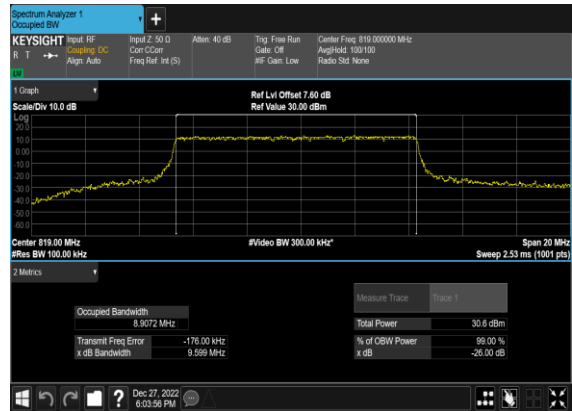 Spectrum Analyzer 1
Occupied BW
+
KEYSIGHT
R T
LW
Input: RF
Coupling: DC
Align: Auto
Input Z: 50 Ω
Corr CCorr
Freq Ref: Int (S)
Atten: 40 dB
Trig: Free Run
Gate: Off
#IF Gain: Low
Center Freq: 819.000000 MHz
Avg|Hold: 100/100
Radio Std: None
1 Graph
Scale/Div 10.0 dB
Ref Lvl Offset 7.60 dB
Ref Value 30.00 dBm
Log
20.0
10.0
0.00
-10.0
-20.0
-30.0
-40.0
-50.0
-60.0
Center 819.00 MHz
#Res BW 100.00 kHz
#Video BW 300.00 kHz*
Span 20 MHz
Sweep 2.53 ms (1001 pts)
2 Metrics
Measure Trace Trace 1
Occupied Bandwidth
8.9072 MHz
Total Power 30.6 dBm
Transmit Freq Error -176.00 kHz
% of OBW Power 99.00 %
x dB Bandwidth 9.599 MHz
x dB -26.00 dB
?
Dec 27, 2022
6:03:56 PM